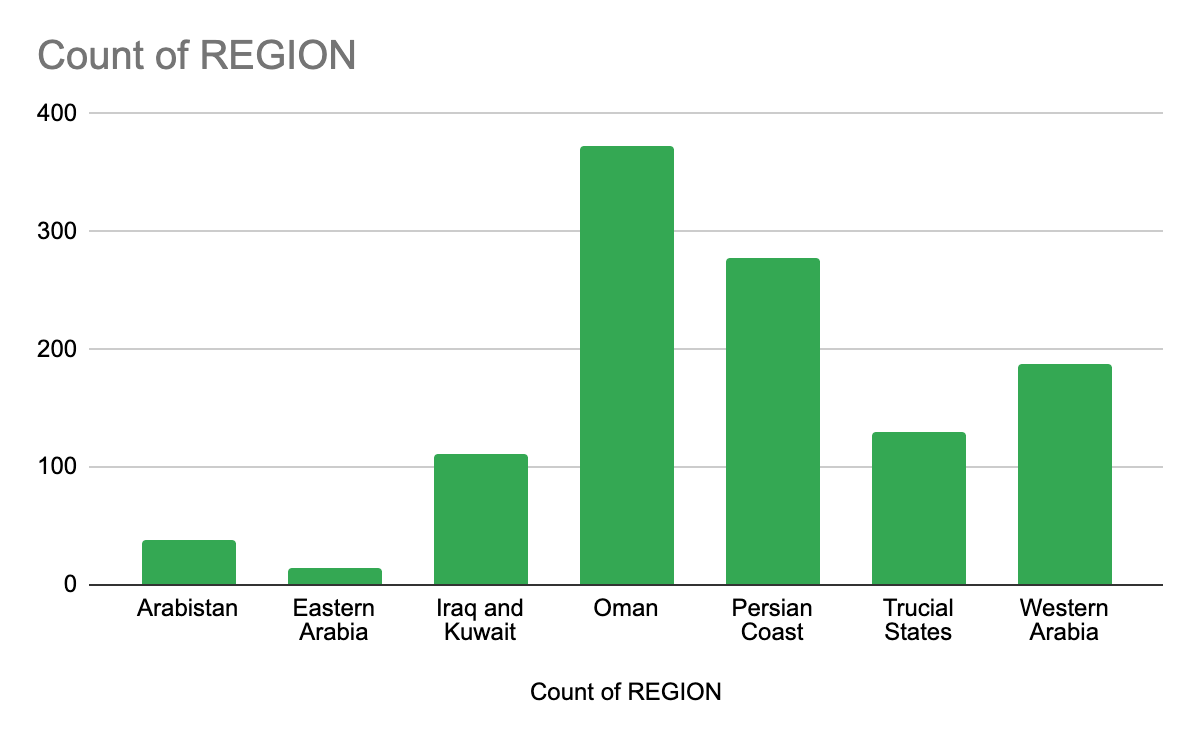 Count of REGION
400
300
200
100
0
Arabistan
Eastern
Arabia
Iraq and
Kuwait
Oman
Persian
Coast
Trucial
States
Western
Arabia
Count of REGION